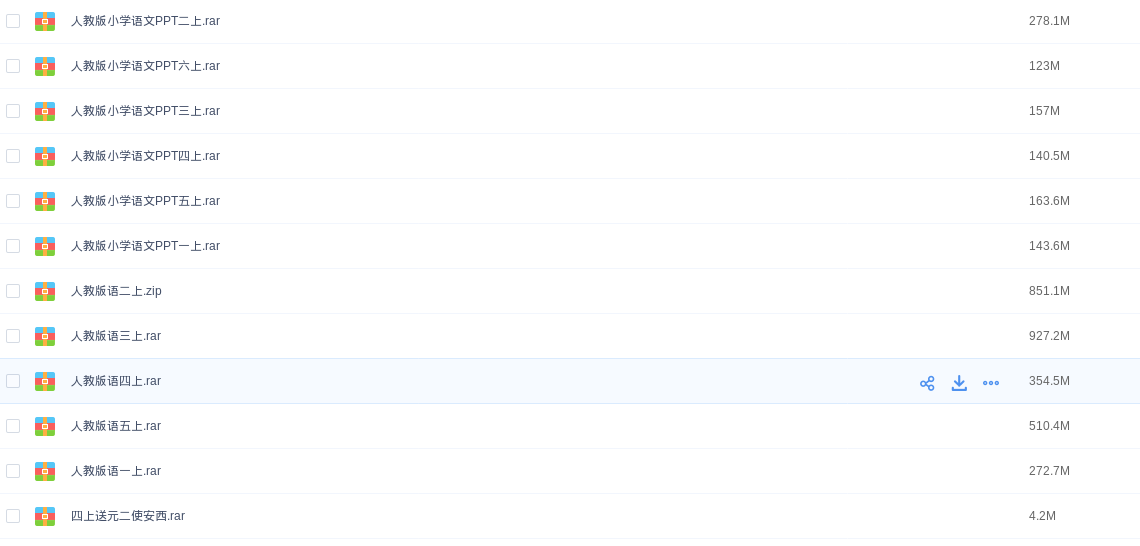 人教版小学语文PPT二上.rar 278.1M
人教版小学语文PPT六上.rar 123M
人教版小学语文PPT三上.rar 157M
人教版小学语文PPT四上.rar 140.5M
人教版小学语文PPT五上.rar 163.6M
人教版小学语文PPT一上.rar 143.6M
人教版语二上.zip 851.1M
人教版语三上.rar 927.2M
人教版语四上.rar 354.5M
人教版语五上.rar 510.4M
人教版语一上.rar 272.7M
四上送元二使安西.rar 4.2M